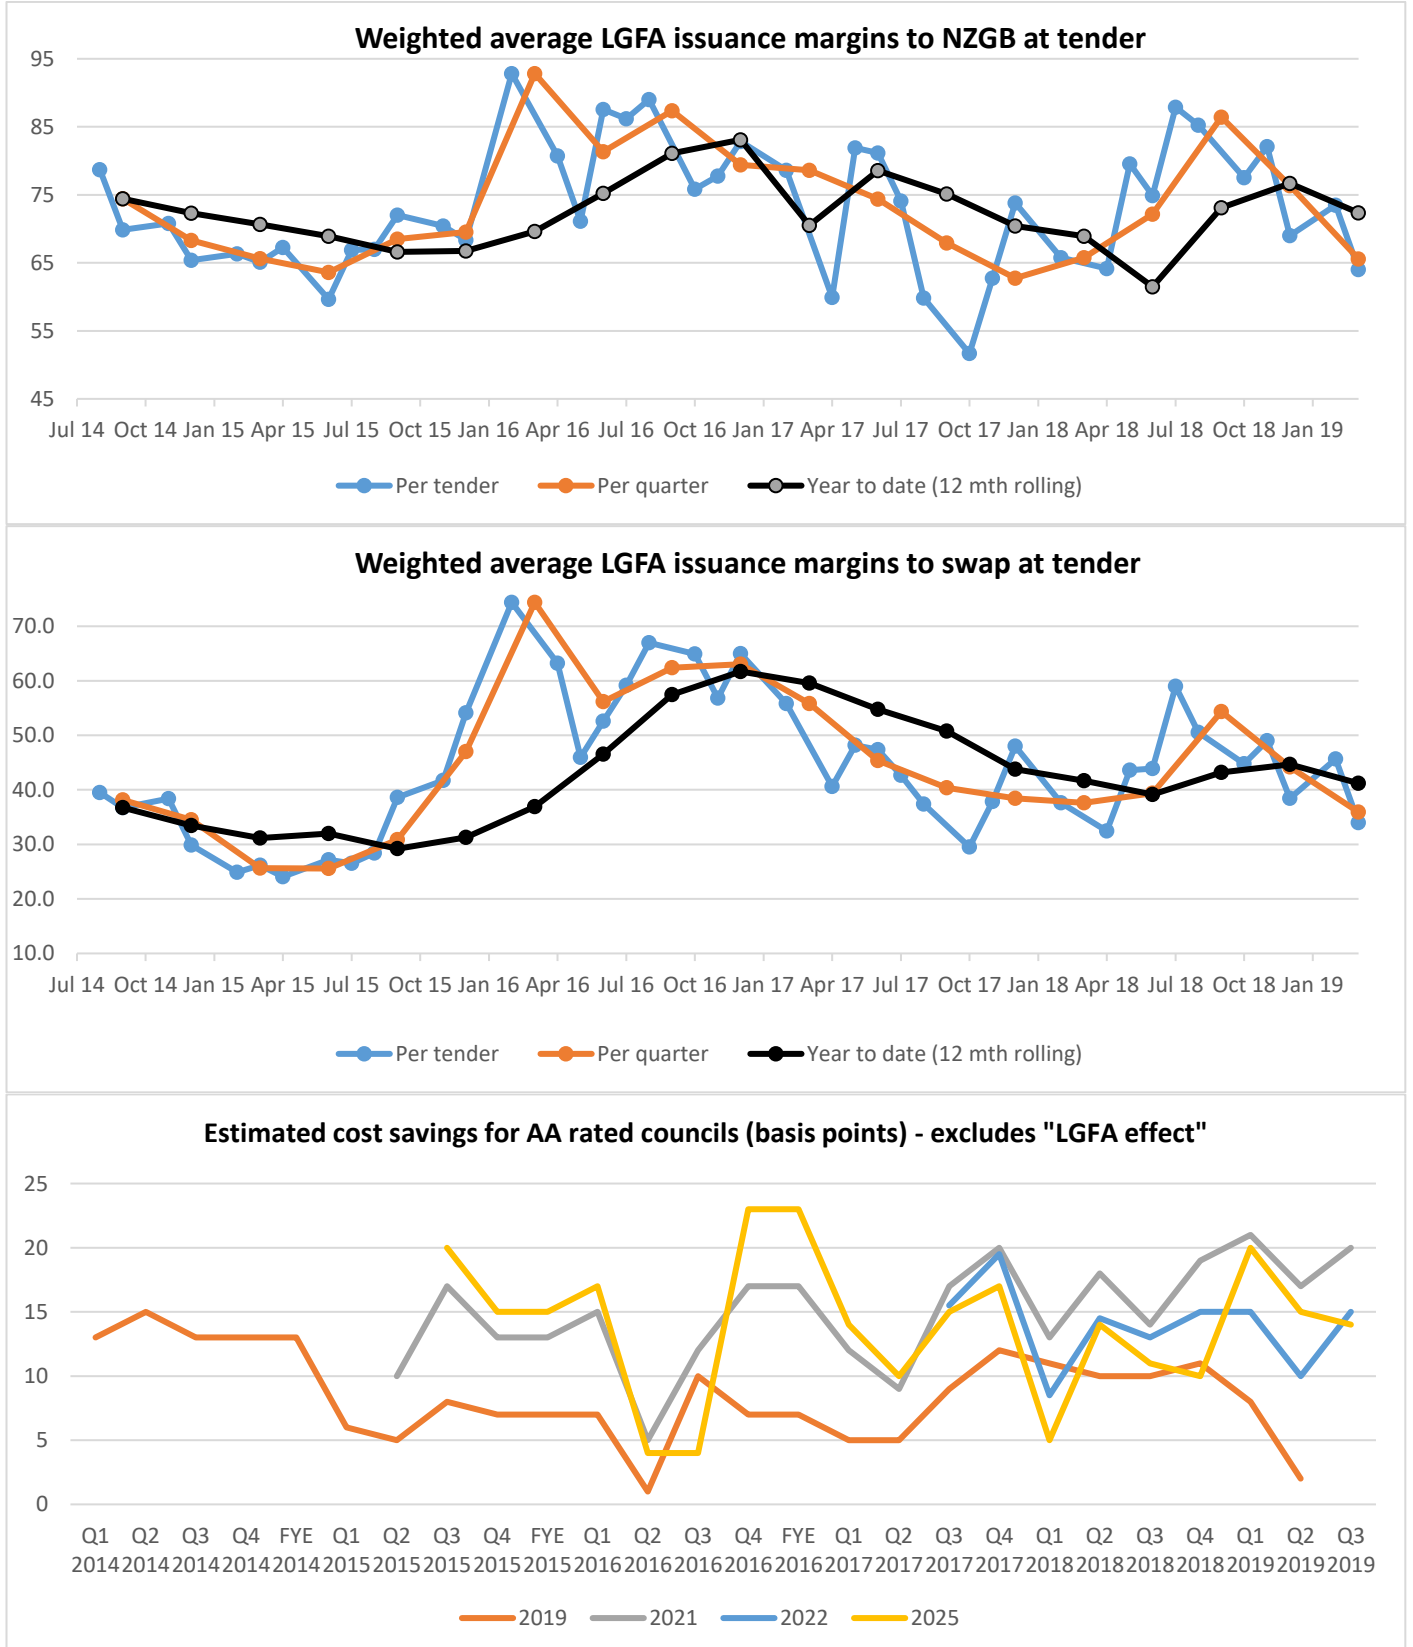 Weighted average LGFA issuance margins to NZGB at tender
95
85
75
65
55
45
Jul 14 Oct 14 Jan 15 Apr 15 Jul 15 Oct 15 Jan 16 Apr 16 Jul 16 Oct 16 Jan 17 Apr 17 Jul 17 Oct 17 Jan 18 Apr 18 Jul 18 Oct 18 Jan 19
Per tender Per quarter Year to date (12 mth rolling)
Weighted average LGFA issuance margins to swap at tender
70.0
60.0
50.0
40.0
30.0
20.0
10.0
Jul 14 Oct 14 Jan 15 Apr 15 Jul 15 Oct 15 Jan 16 Apr 16 Jul 16 Oct 16 Jan 17 Apr 17 Jul 17 Oct 17 Jan 18 Apr 18 Jul 18 Oct 18 Jan 19
Per tender Per quarter Year to date (12 mth rolling)
Estimated cost savings for AA rated councils (basis points) - excludes "LGFA effect"
25
20
15
10
5
0
Q1 Q2 Q3 Q4 FYE Q1 Q2 Q3 Q4 FYE Q1 Q2 Q3 Q4 FYE Q1 Q2 Q3 Q4 Q1 Q2 Q3 Q4 Q1 Q2 Q3
2014 2014 2014 2014 2014 2015 2015 2015 2015 2015 2016 2016 2016 2016 2016 2017 2017 2017 2017 2018 2018 2018 2018 2019 2019 2019
2019 2021 2022 2025